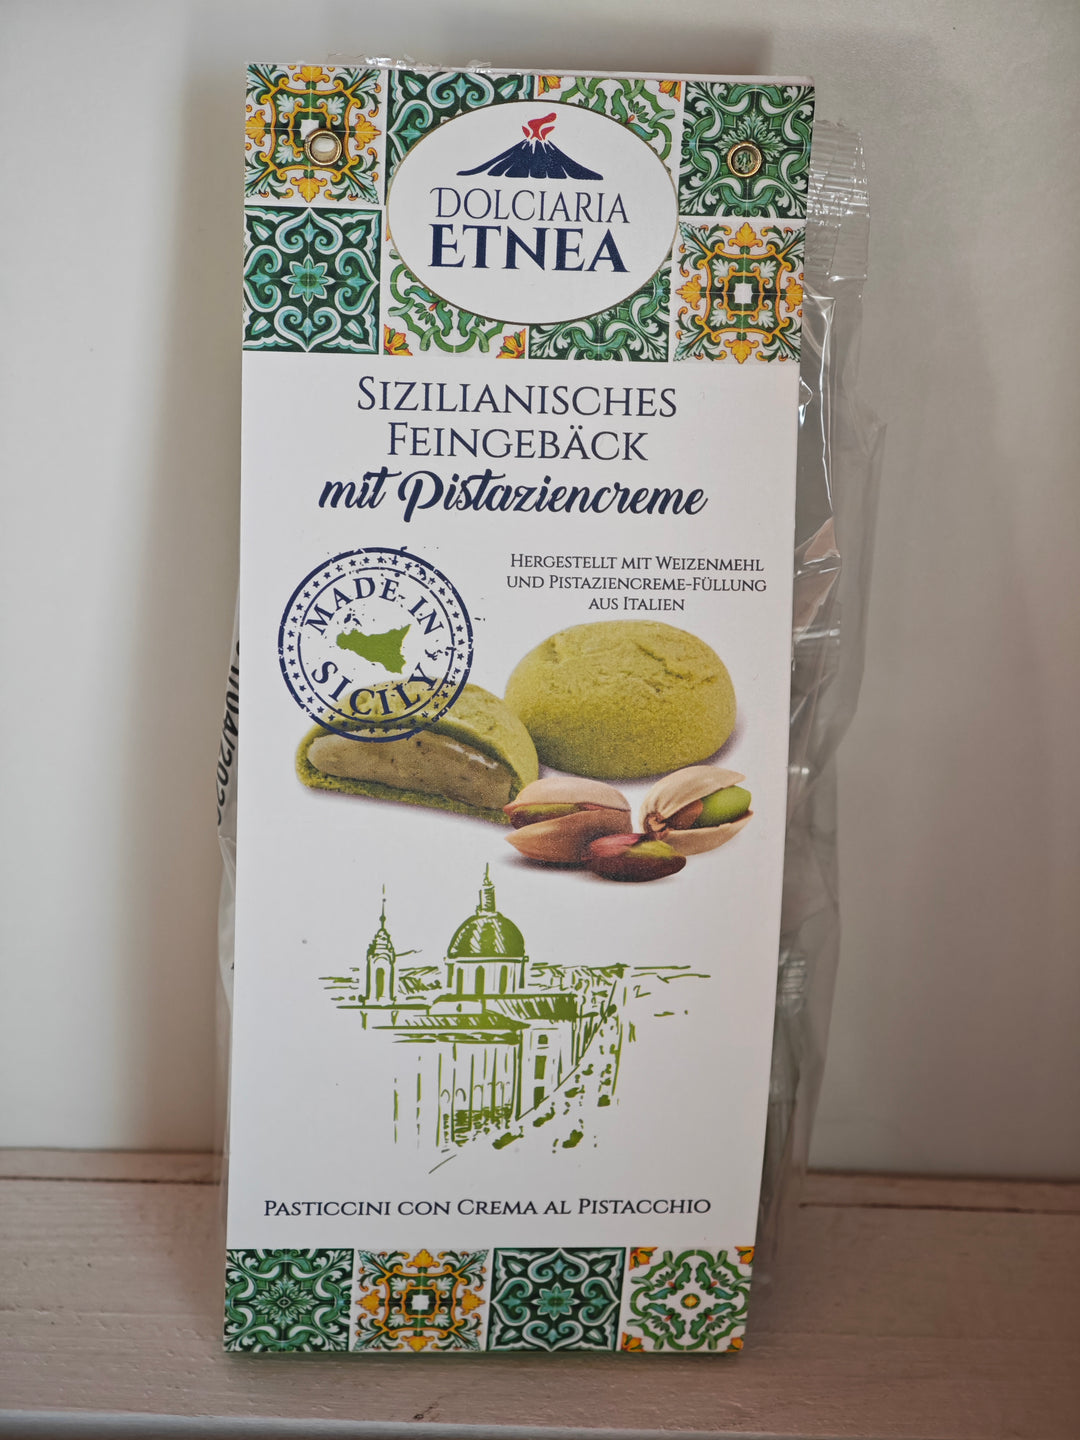 DOLCIARIA
ETNEA
SIZILIANISCHES
FEINGEBÄCK
mit Pistaziencreme
HERGESTELLT MIT WEIZENMEHL
UND PISTAZIENCREME-FÜLLUNG
AUS ITALIEN
MADE IN
SICILY
PASTICCINI CON CREMA AL PISTACCHIO